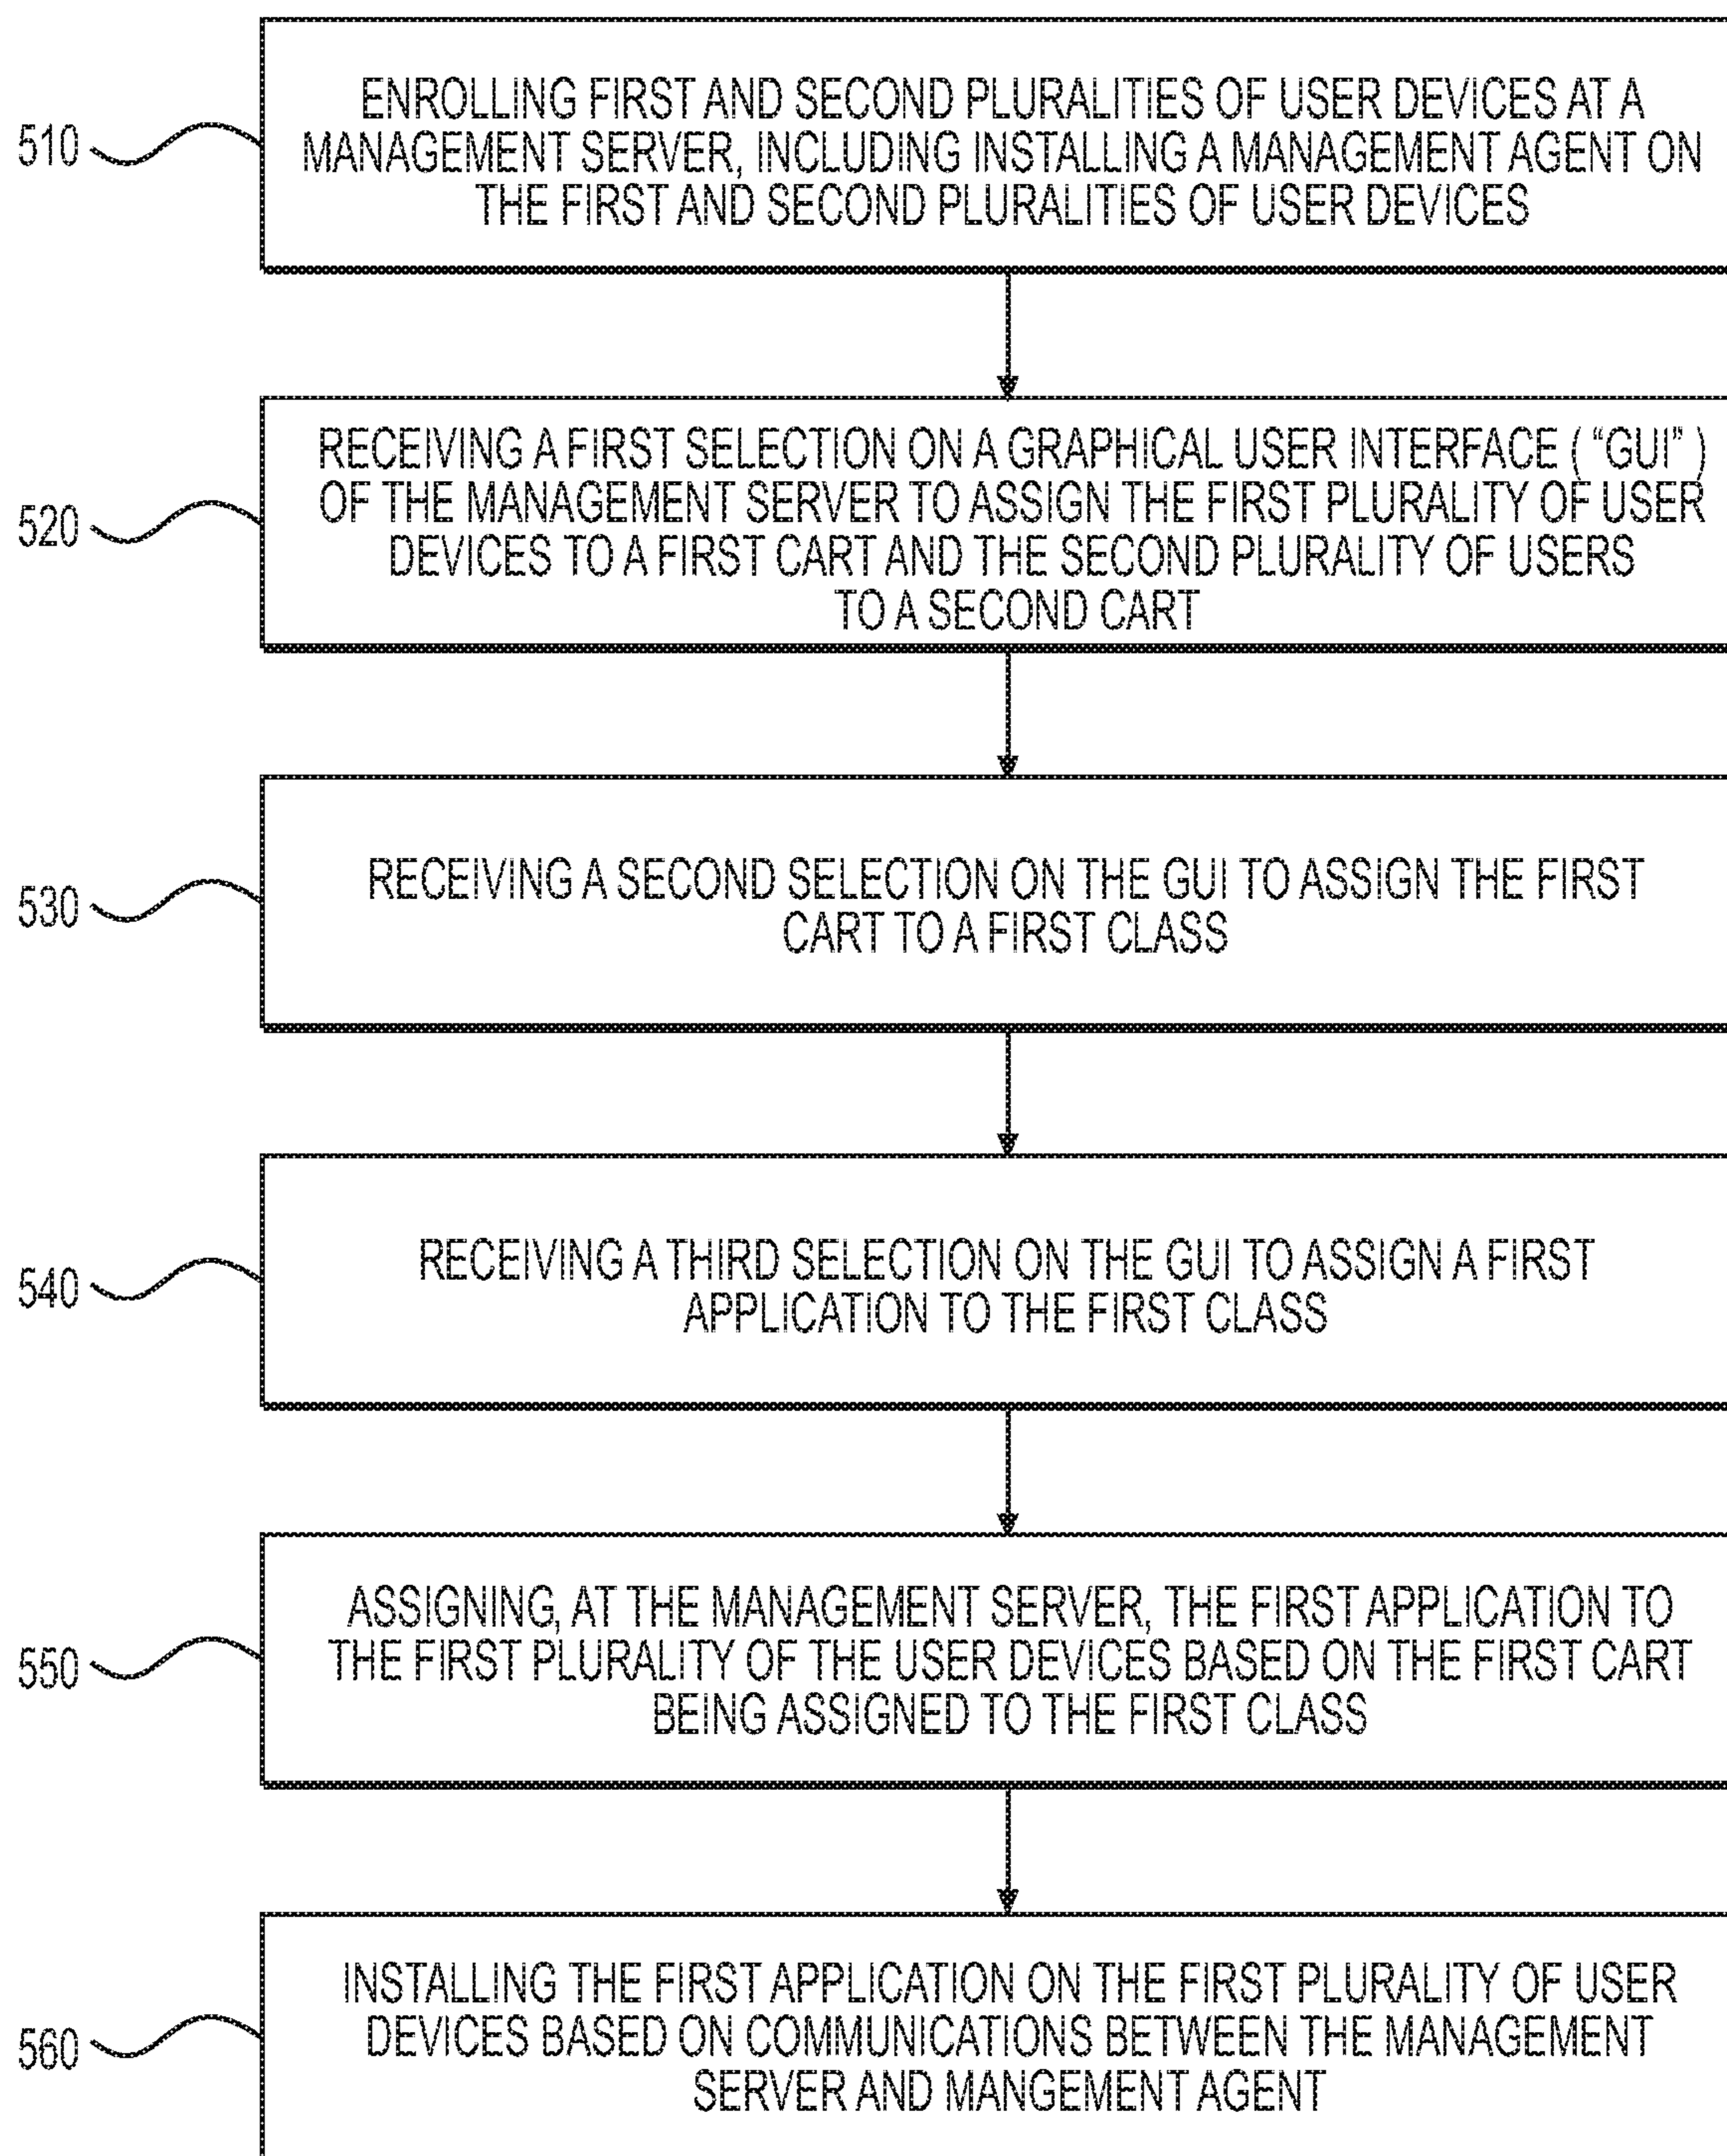 510
ENROLLING FIRST AND SECOND PLURALITIES OF USER DEVICES AT A
MANAGEMENT SERVER, INCLUDING INSTALLING A MANAGEMENT AGENT ON
THE FIRST AND SECOND PLURALITIES OF USER DEVICES
520
RECEIVING A FIRST SELECTION ON A GRAPHICAL USER INTERFACE ( “GUI” )
OF THE MANAGEMENT SERVER TO ASSIGN THE FIRST PLURALITY OF USER
DEVICES TO A FIRST CART AND THE SECOND PLURALITY OF USERS
TO A SECOND CART
530
RECEIVING A SECOND SELECTION ON THE GUI TO ASSIGN THE FIRST
CART TO A FIRST CLASS
540
RECEIVING A THIRD SELECTION ON THE GUI TO ASSIGN A FIRST
APPLICATION TO THE FIRST CLASS
550
ASSIGNING, AT THE MANAGEMENT SERVER, THE FIRST APPLICATION TO
THE FIRST PLURALITY OF THE USER DEVICES BASED ON THE FIRST CART
BEING ASSIGNED TO THE FIRST CLASS
560
INSTALLING THE FIRST APPLICATION ON THE FIRST PLURALITY OF USER
DEVICES BASED ON COMMUNICATIONS BETWEEN THE MANAGEMENT
SERVER AND MANGEMENT AGENT